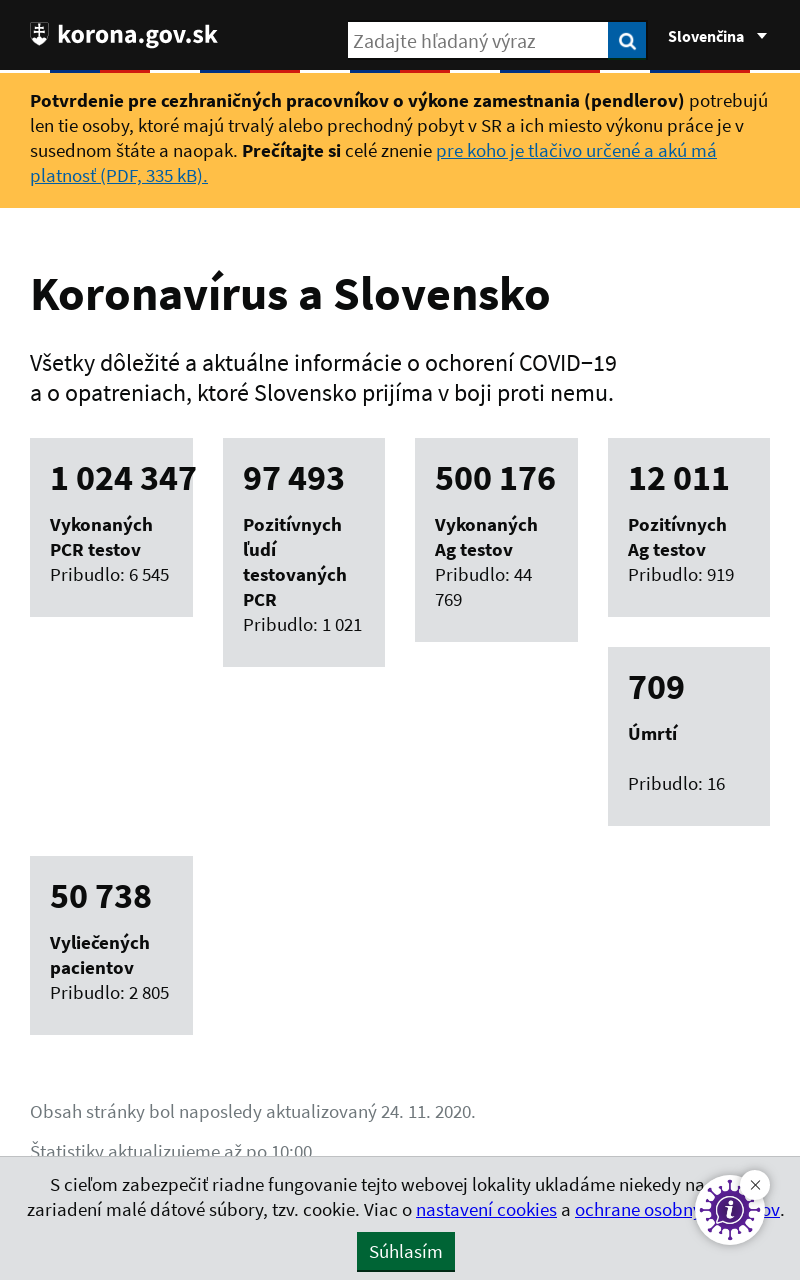 korona.gov.sk
Zadajte hľadaný výraz
Slovenčina
Potvrdenie pre cezhraničných pracovníkov o výkone zamestnania (pendlerov) potrebujú
len tie osoby, ktoré majú trvalý alebo prechodný pobyt v SR a ich miesto výkonu práce je v
susednom štáte a naopak. Prečítajte si celé znenie pre koho je tlačivo určené a akú má
platnosť (PDF, 335 kB).
Koronavírus a Slovensko
Všetky dôležité a aktuálne informácie o ochorení COVID–19
a o opatreniach, ktoré Slovensko prijíma v boji proti nemu.
1 024 347
Vykonaných
PCR testov
Pribudlo: 6 545
97 493
Pozitívnych
ľudí
testovaných
PCR
Pribudlo: 1 021
500 176
Vykonaných
Ag testov
Pribudlo: 44
769
12 011
Pozitívnych
Ag testov
Pribudlo: 919
709
Úmrtí
Pribudlo: 16
50 738
Vyliečených
pacientov
Pribudlo: 2 805
Obsah stránky bol naposledy aktualizovaný 24. 11. 2020.
Štatistiky aktualizujeme až po 10:00
S cieľom zabezpečiť riadne fungovanie tejto webovej lokality ukladáme niekedy na
zariadení malé dátové súbory, tzv. cookie. Viac o nastavení cookies a ochrane
Súhlasím